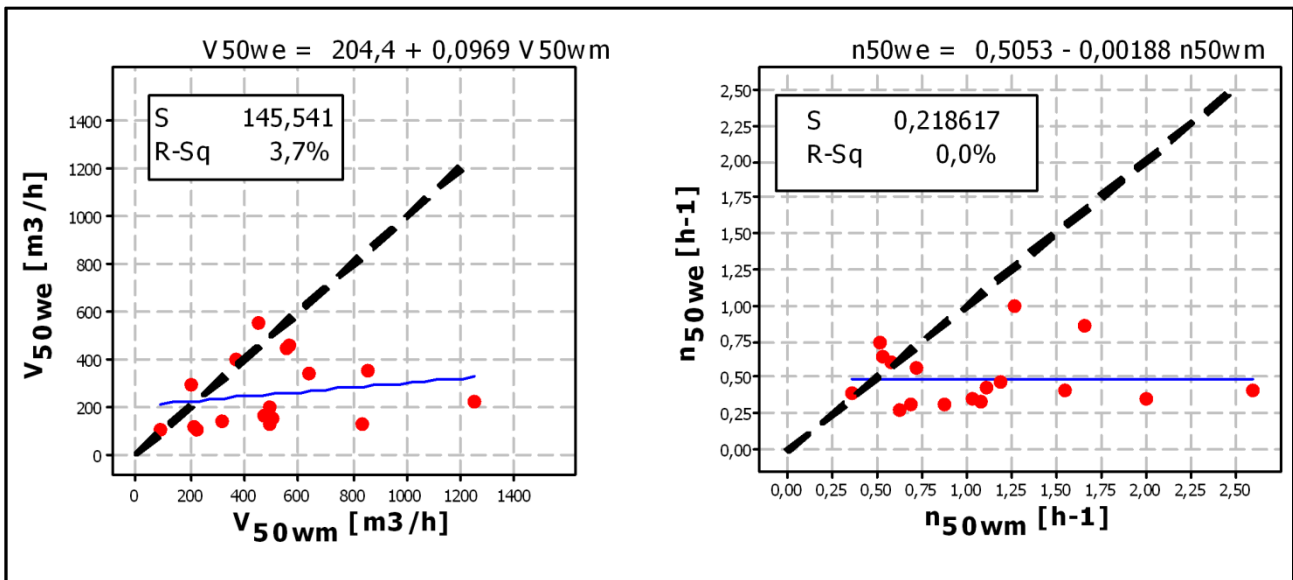 V50we = 204,4 + 0,0969 V50wm
S 145,541
R-Sq 3,7%
1400
1200
1000
800
600
400
200
0
V50we [m3/h]
0 200 400 600 800 1000 1200 1400
V50wm [m3/h]
n50we = 0,5053 - 0,00188 n50wm
S 0,218617
R-Sq 0,0%
2,50
2,25
2,00
1,75
1,50
1,25
1,00
0,75
0,50
0,25
0,00
n50we [h-1]
0,00 0,25 0,50 0,75 1,00 1,25 1,50 1,75 2,00 2,25 2,50
n50wm [h-1]